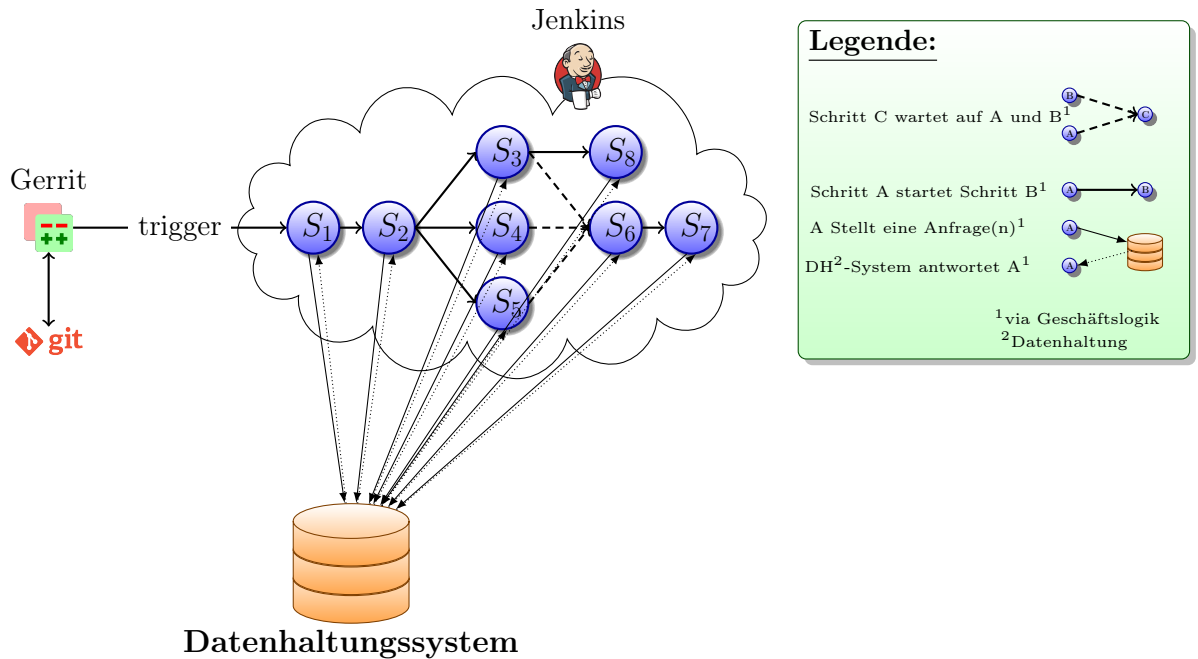 Jenkins
Gerrit
trigger
git
S1
S2
S3
S4
S5
S6
S7
S8
Datenhaltungssystem
Legende:
Schritt C wartet auf A und B¹
B
A
C
Schritt A startet Schritt B¹
A
B
A Stellt eine Anfrage(n)¹
A
DH²-System antwortet A¹
A
¹via Geschäftslogik
²Datenhaltung